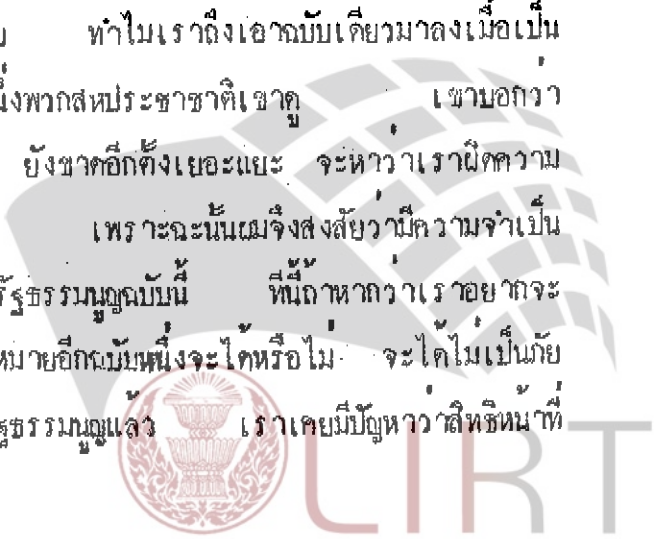 ทำไมเราถึงเอาฉบับเดียวมาลงเมื่อเป็น
นึ่งพวกสหประชาชาติเขาดู เขาบอกว่า
ยังขาดอีกตั้งเยอะแยะ จะหาว่าเราผิดความ
เพราะฉะนั้นผมจึงสงสัยว่ามีความจำเป็น
รัฐธรรมนูญฉบับนี้ ทีนี้ถ้าหากว่าเราอยากจะ
หมายอีกฉบับหนึ่งจะได้หรือไม่ จะได้ไม่เป็นภัย
ฐธรรมนูญแล้ว เราเคยมีปัญหาว่าสิทธิหน้าที่
LIRT